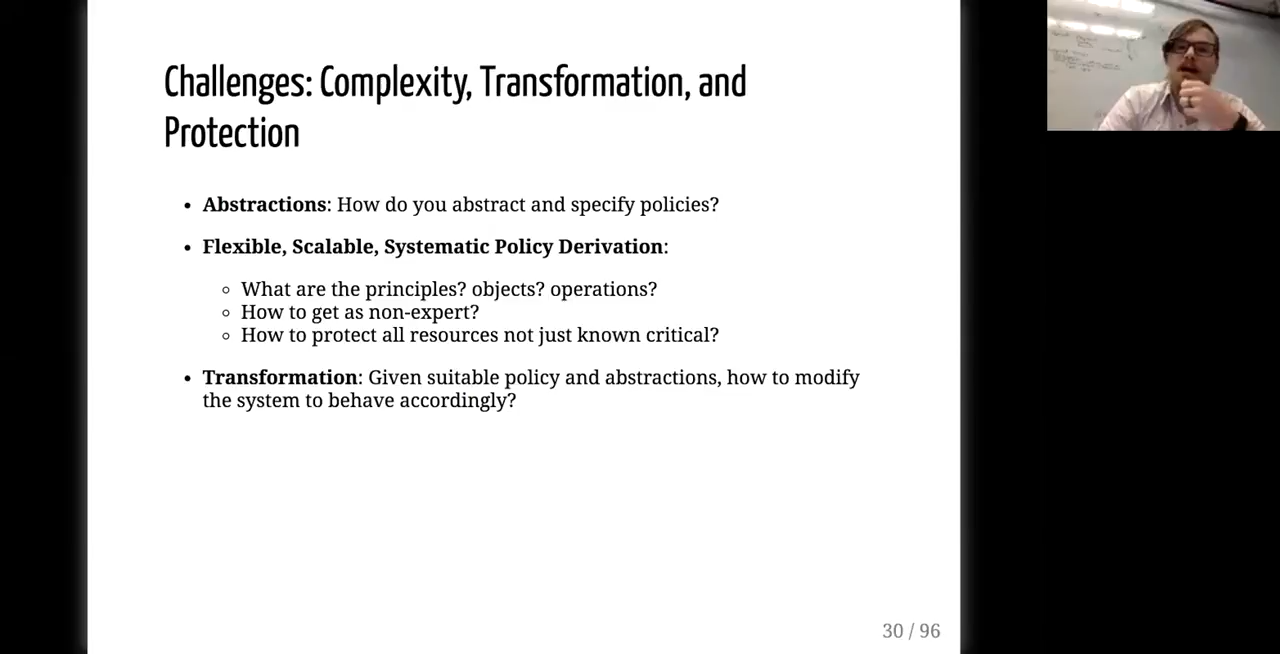 Challenges: Complexity, Transformation, and
Protection
• Abstractions: How do you abstract and specify policies?
• Flexible, Scalable, Systematic Policy Derivation:
◦ What are the principles? objects? operations?
◦ How to get as non-expert?
◦ How to protect all resources not just known critical?
• Transformation: Given suitable policy and abstractions, how to modify
the system to behave accordingly?
30 / 96